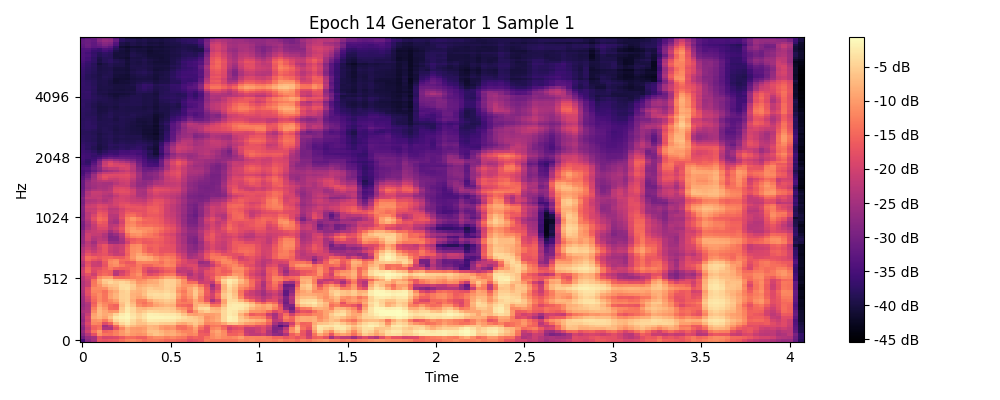 Epoch 14 Generator 1 Sample 1
Hz
4096
2048
1024
512
0
0 0.5 1 1.5 2 2.5 3 3.5 4
Time
-5 dB
-10 dB
-15 dB
-20 dB
-25 dB
-30 dB
-35 dB
-40 dB
-45 dB